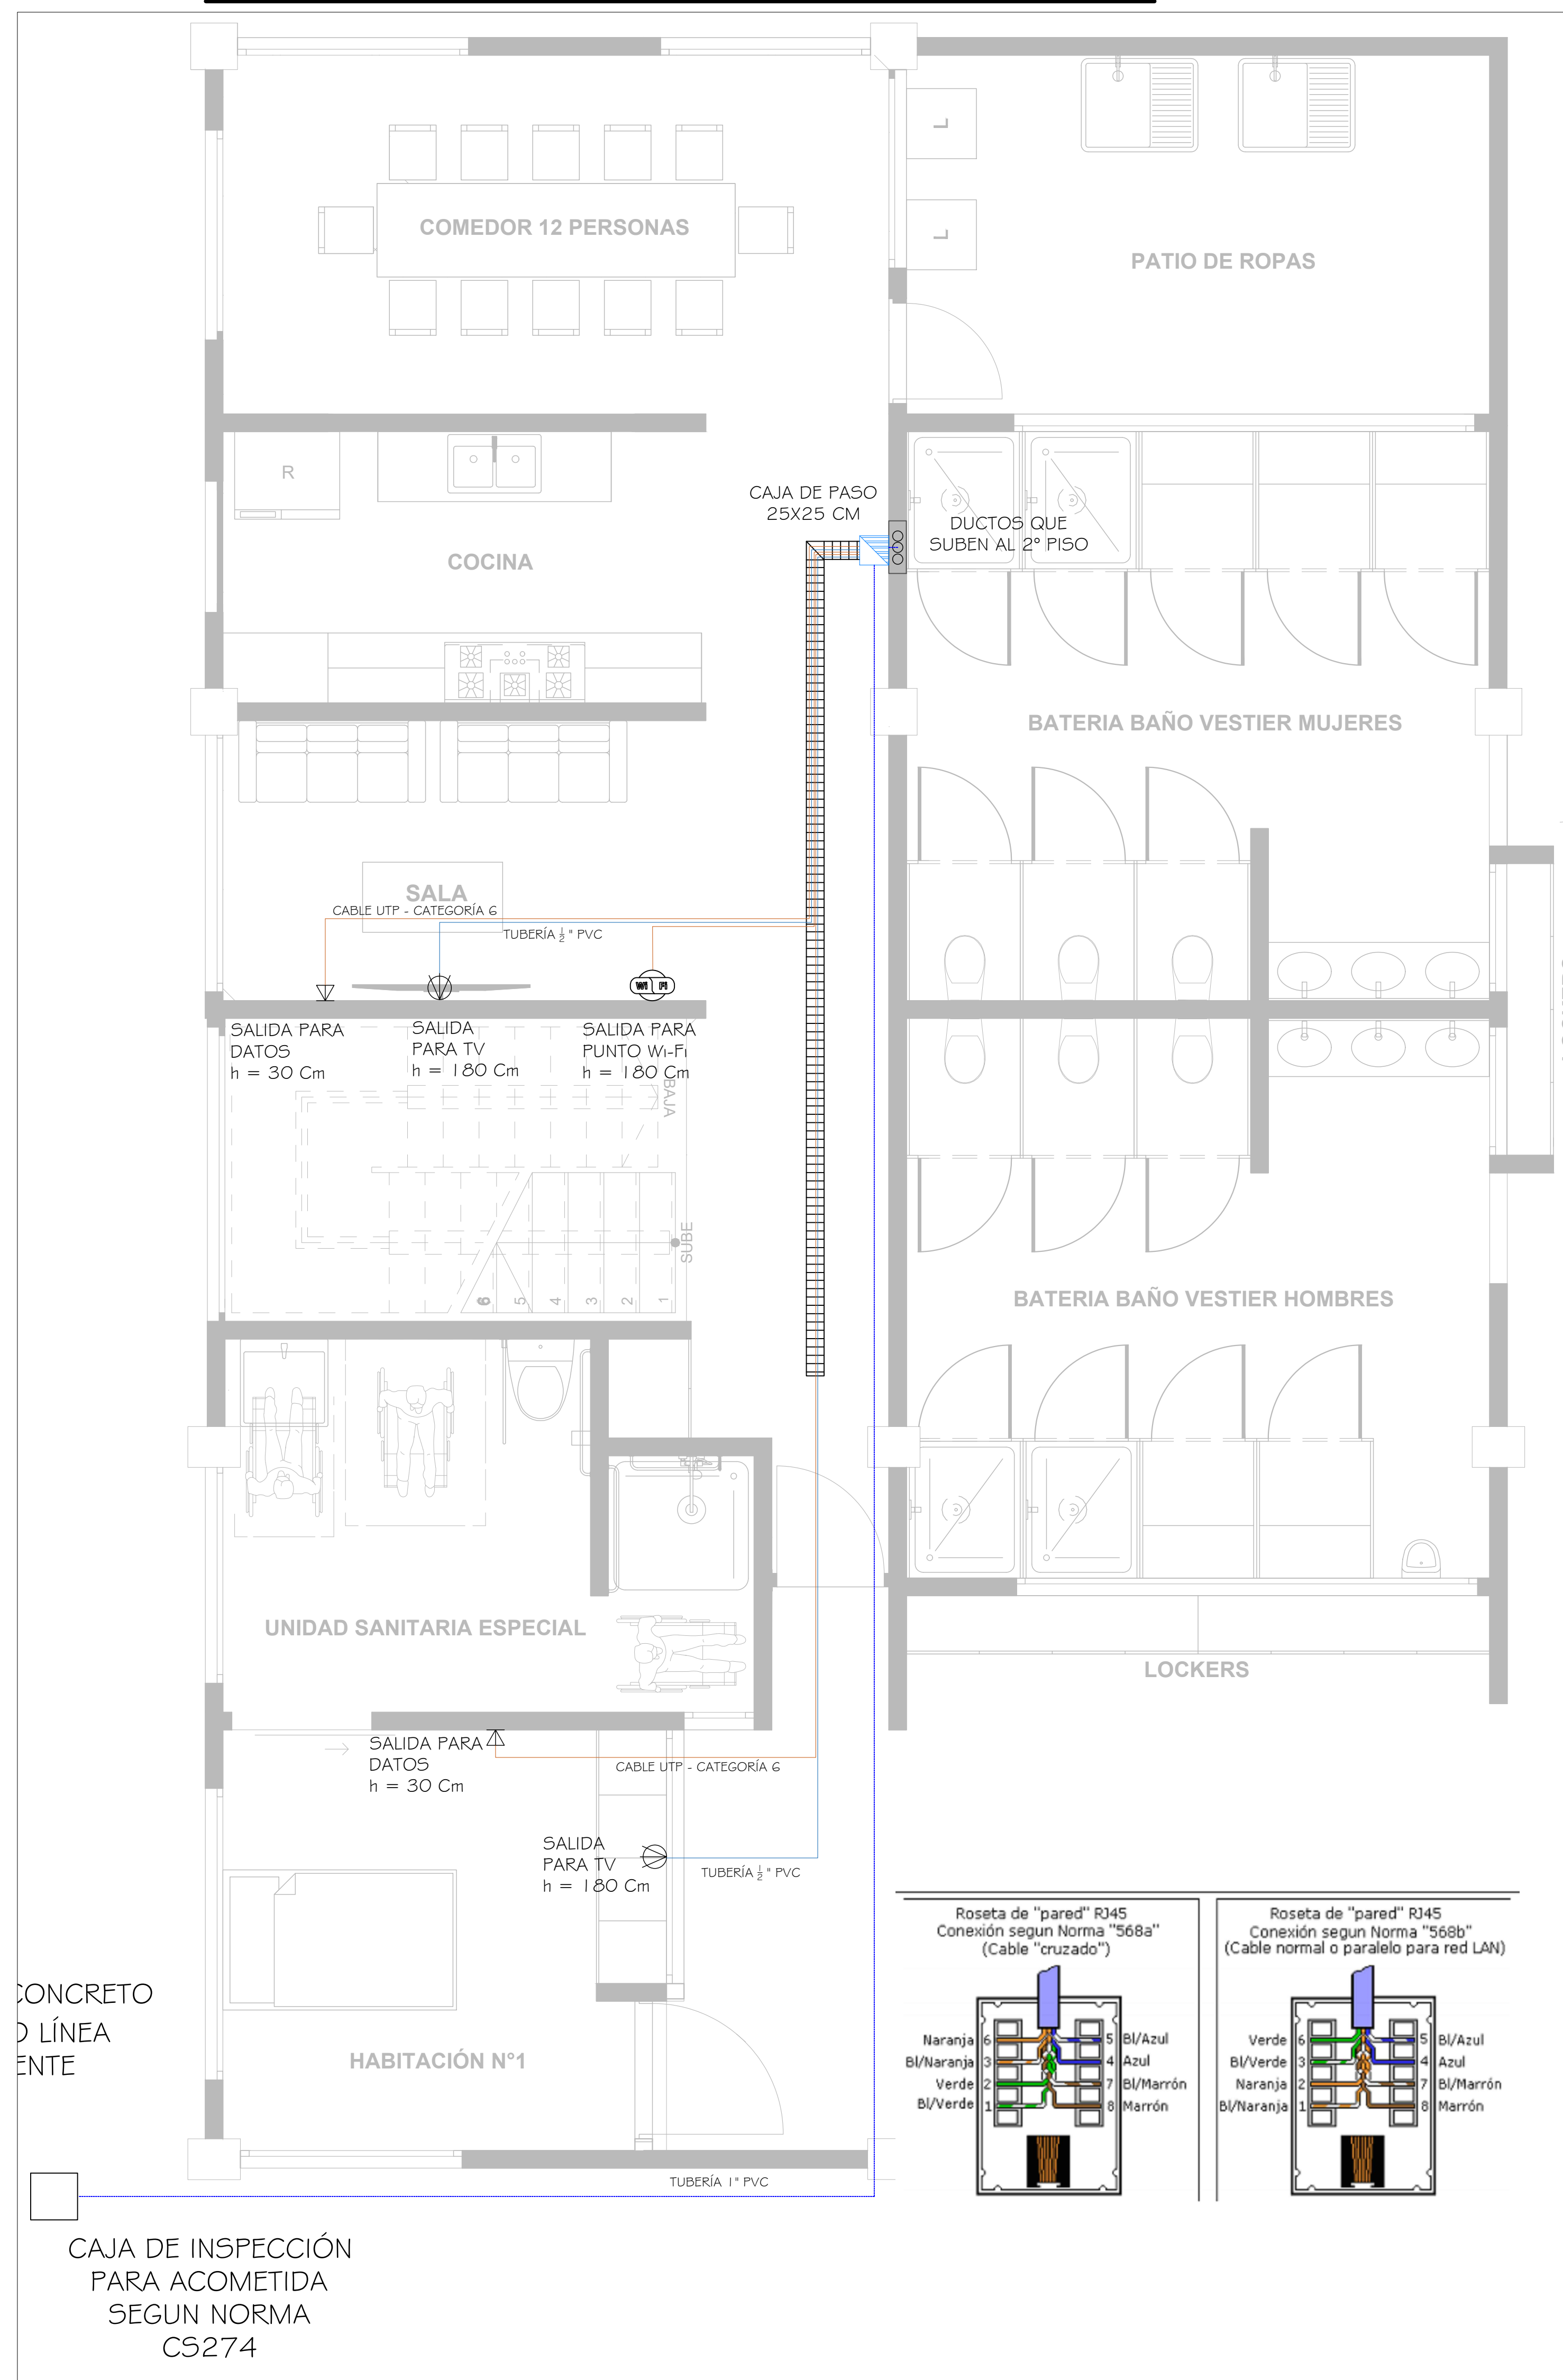 COMEDOR 12 PERSONAS
L
L
PATIO DE ROPAS
R
COCINA
CAJA DE PASO
25X25 CM
DUCTOS QUE
SUBEN AL 2° PISO
BATERIA BAÑO VESTIER MUJERES
SALA
CABLE UTP - CATEGORÍA 6
TUBERÍA ½" PVC
Wi Fi
SALIDA PARA
DATOS
h = 30 Cm
SALIDA
PARA TV
h = 180 Cm
SALIDA PARA
PUNTO Wi-Fi
h = 180 Cm
BAJA
SUBE
6 5 4 3 2 1
BATERIA BAÑO VESTIER HOMBRES
UNIDAD SANITARIA ESPECIAL
LOCKERS
SALIDA PARA
DATOS
h = 30 Cm
CABLE UTP - CATEGORÍA 6
SALIDA
PARA TV
h = 180 Cm
TUBERÍA ½" PVC
HABITACIÓN N°1
CONCRETO
O LÍNEA
ENTE
TUBERÍA 1" PVC
CAJA DE INSPECCIÓN
PARA ACOMETIDA
SEGUN NORMA
CS274
Roseta de "pared" RJ45
Conexión segun Norma "568a"
(Cable "cruzado")
Naranja 6 5 Bl/Azul
Bl/Naranja 3 4 Azul
Verde 2 7 Bl/Marrón
Bl/Verde 1 8 Marrón
Roseta de "pared" RJ45
Conexión segun Norma "568b"
(Cable normal o paralelo para red LAN)
Verde 6 5 Bl/Azul
Bl/Verde 3 4 Azul
Naranja 2 7 Bl/Marrón
Bl/Naranja 1 8 Marrón